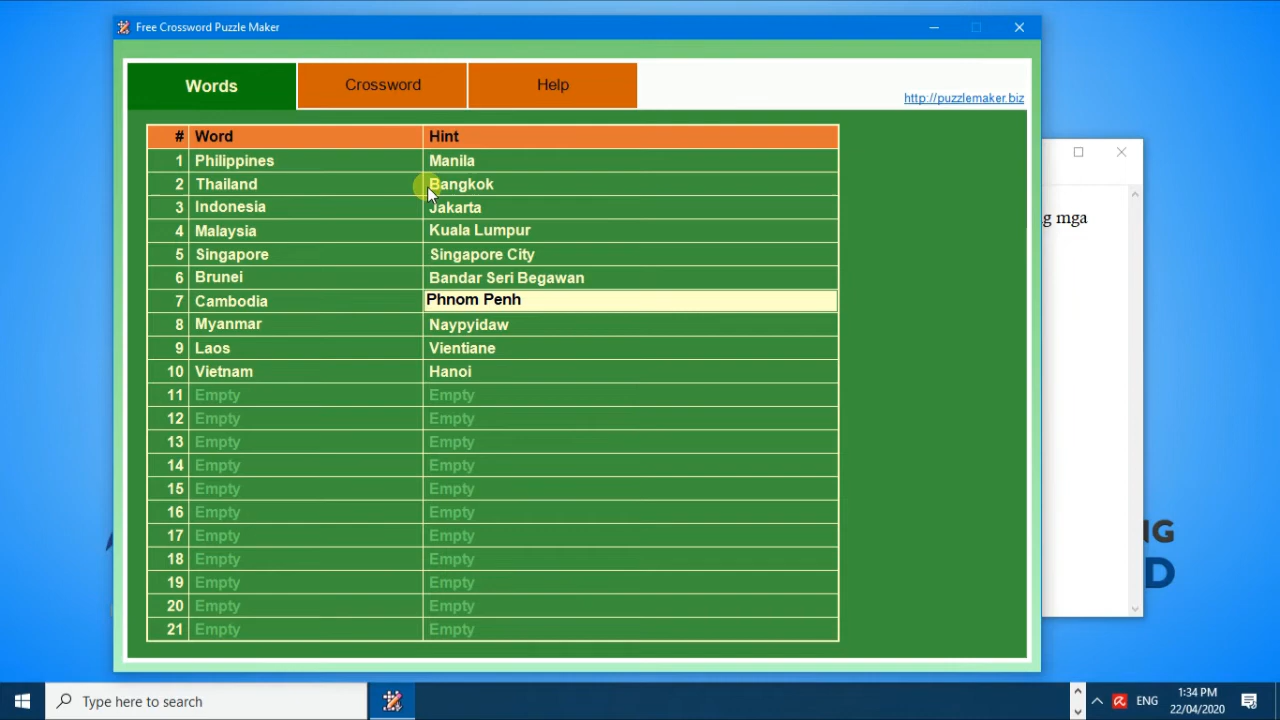 Free Crossword Puzzle Maker
Words Crossword Help
http://puzzlemaker.biz
# Word Hint
1 Philippines Manila
2 Thailand Bangkok
3 Indonesia Jakarta
4 Malaysia Kuala Lumpur
5 Singapore Singapore City
6 Brunei Bandar Seri Begawan
7 Cambodia Phnom Penh
8 Myanmar Naypyidaw
9 Laos Vientiane
10 Vietnam Hanoi
11 Empty Empty
12 Empty Empty
13 Empty Empty
14 Empty Empty
15 Empty Empty
16 Empty Empty
17 Empty Empty
18 Empty Empty
19 Empty Empty
20 Empty Empty
21 Empty Empty
mga
Type here to search
ENG
1:34 PM
22/04/2020